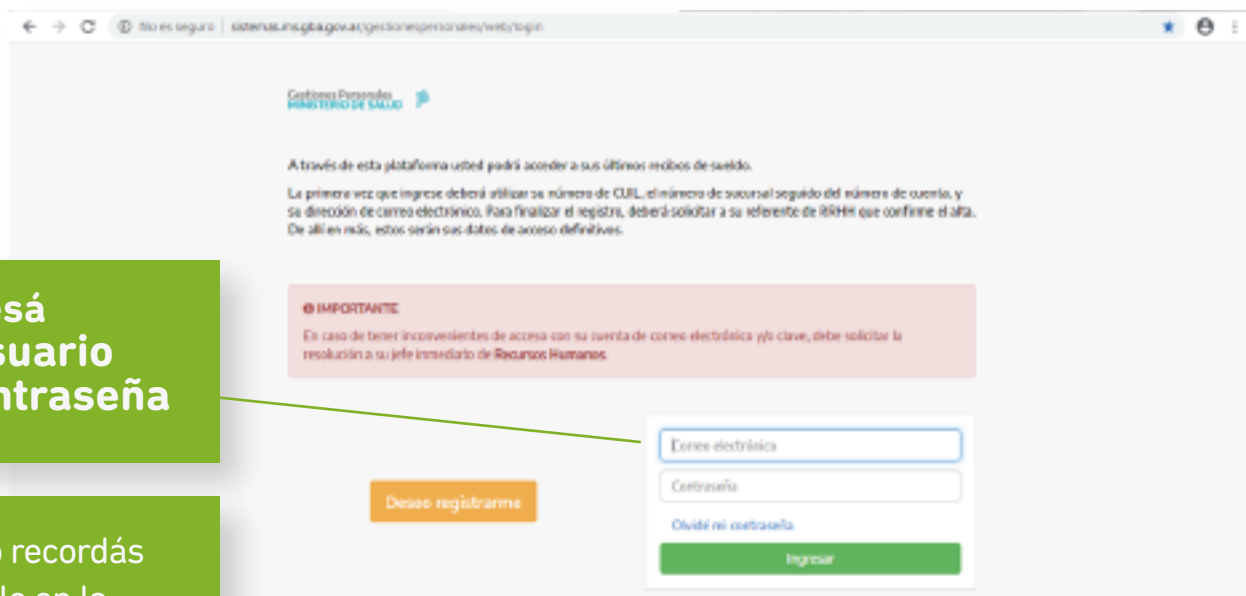 No es seguro | sistemas.ms.gba.gov.ar/gestionespersonales/web/login
Gestiones Personales
MINISTERIO DE SALUD
A través de esta plataforma usted podrá acceder a sus últimos recibos de sueldo.
La primera vez que ingrese deberá utilizar su número de CUIL, el número de sucursal seguido del número de cuenta, y
su dirección de correo electrónico. Para finalizar el registro, deberá solicitar a su referente de RRHH que confirme el alta.
De allí en más, estos serán sus datos de acceso definitivos.
IMPORTANTE
En caso de tener inconvenientes de acceso con su cuenta de correo electrónico y/o clave, debe solicitar la
resolución a su jefe inmediato de Recursos Humanos.
esá
suario
ntraseña
Correo electrónico
Contraseña
Deseo registrarme
Olvidé mi contraseña
Ingresar
o recordás
en la